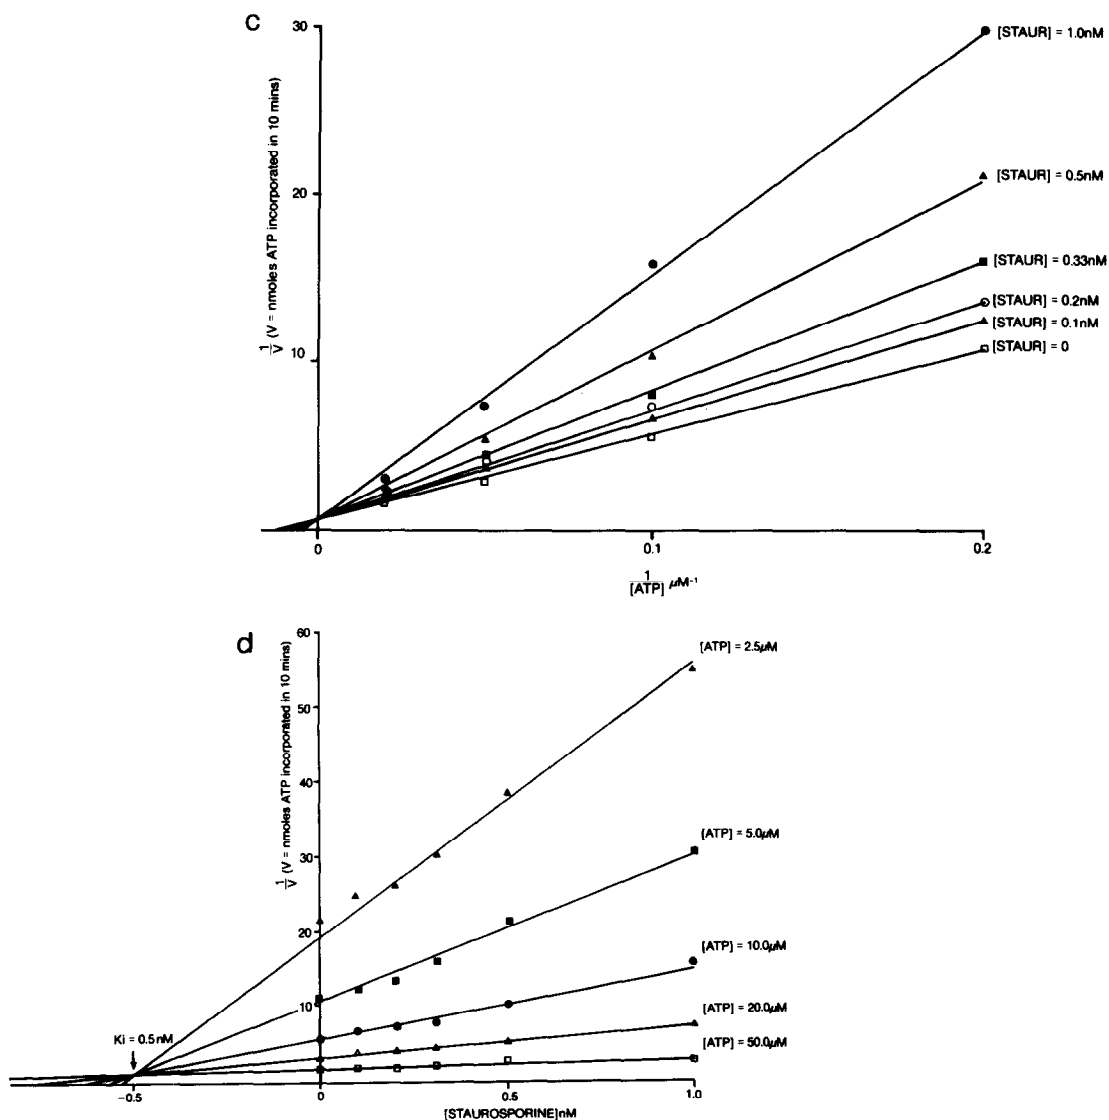 c
30
20
10
0
0.1
0.2
1/V (V = nmoles ATP incorporated in 10 mins)
1/[ATP] μM⁻¹
[STAUR] = 1.0nM
[STAUR] = 0.5nM
[STAUR] = 0.33nM
[STAUR] = 0.2nM
[STAUR] = 0.1nM
[STAUR] = 0
d
60
50
40
30
20
10
1/V (V = nmoles ATP incorporated in 10 mins)
[ATP] = 2.5μM
[ATP] = 5.0μM
[ATP] = 10.0μM
[ATP] = 20.0μM
[ATP] = 50.0μM
Ki = 0.5nM
-0.5
0
0.5
1.0
[STAUROSPORINE]nM